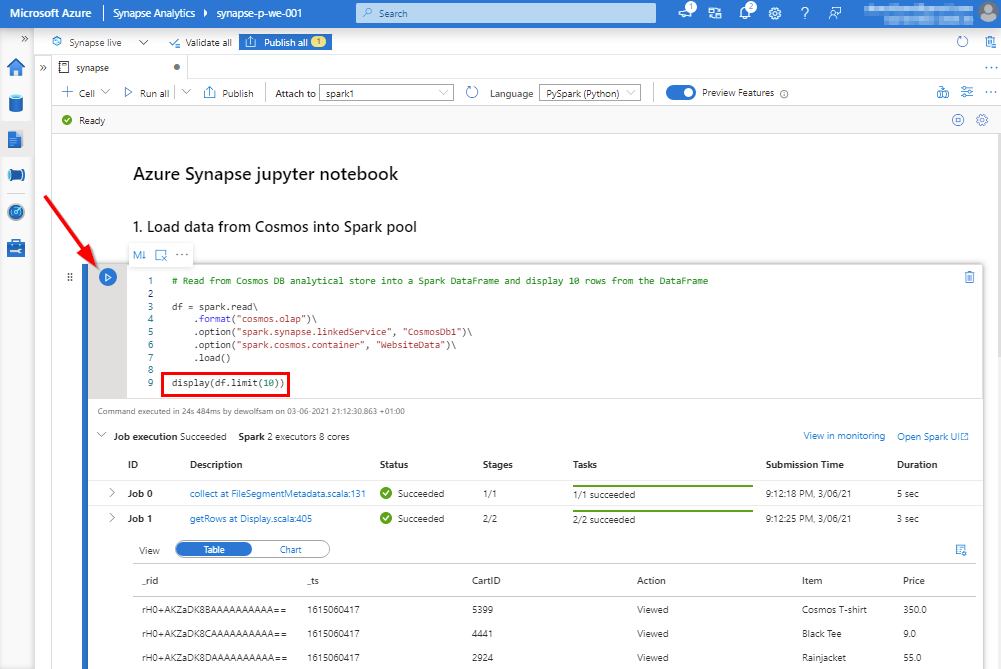 Microsoft Azure Synapse Analytics synapse-p-we-001 Search 1 2
Synapse live Validate all Publish all 1
synapse
Cell Run all Publish Attach to spark1 Language PySpark (Python) Preview Features
Ready
Azure Synapse jupyter notebook
1. Load data from Cosmos into Spark pool
M↓ ...
1 # Read from Cosmos DB analytical store into a Spark DataFrame and display 10 rows from the DataFrame
2
3 df = spark.read\
4 .format("cosmos.olap")\
5 .option("spark.synapse.linkedService", "CosmosDb1")\
6 .option("spark.cosmos.container", "WebsiteData")\
7 .load()
8
9 display(df.limit(10))
Command executed in 24s 484ms by dewolfsam on 03-06-2021 21:12:30.863 +01:00
Job execution Succeeded Spark 2 executors 8 cores View in monitoring Open Spark UI
ID Description Status Stages Tasks Submission Time Duration
Job 0 collect at FileSegmentMetadata.scala:131 Succeeded 1/1 1/1 succeeded 9:12:18 PM, 3/06/21 5 sec
Job 1 getRows at Display.scala:405 Succeeded 2/2 2/2 succeeded 9:12:25 PM, 3/06/21 3 sec
View Table Chart
_rid _ts CartID Action Item Price
rH0+AKZaDK8BAAAAAAAAAA== 1615060417 5399 Viewed Cosmos T-shirt 350.0
rH0+AKZaDK8CAAAAAAAAAA== 1615060417 4441 Viewed Black Tee 9.0
rH0+AKZaDK8DAAAAAAAAAA== 1615060417 2924 Viewed Rainjacket 55.0